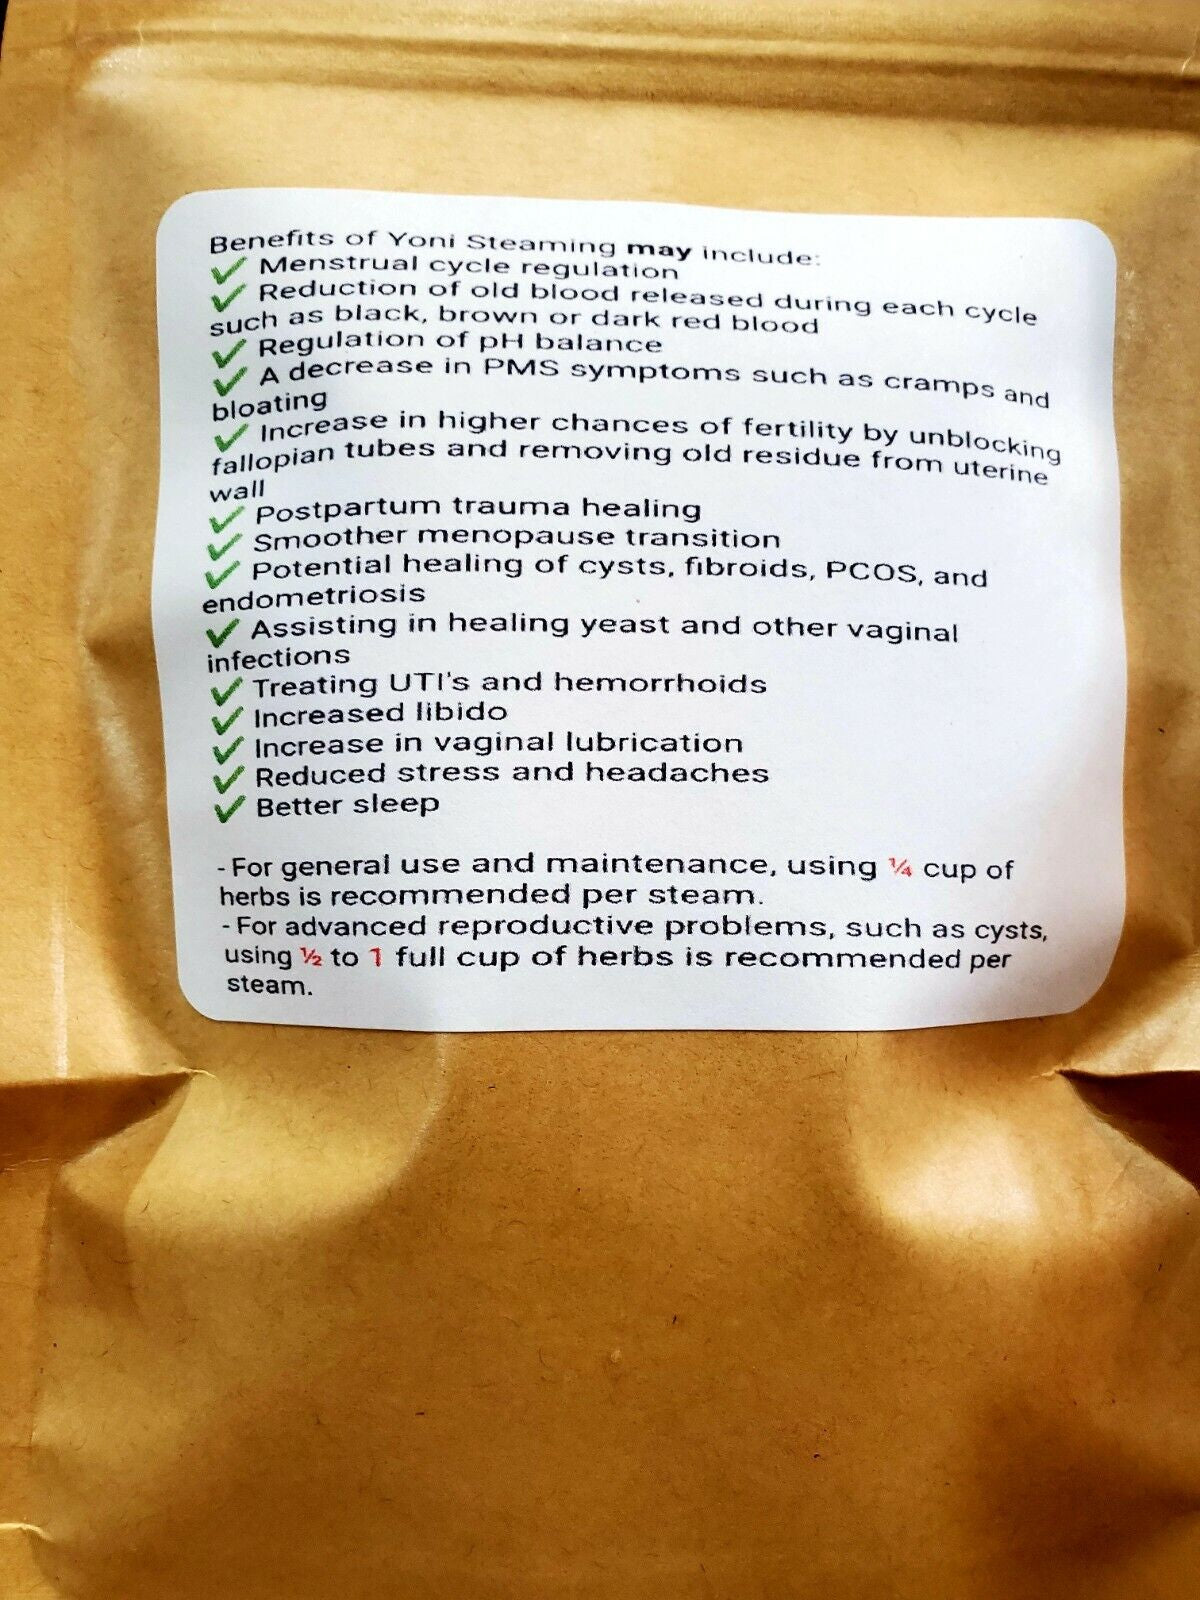 Benefits of Yoni Steaming may include:
✔ Menstrual cycle regulation
✔ Reduction of old blood released during each cycle
such as black, brown or dark red blood
✔ Regulation of pH balance
✔ A decrease in PMS symptoms such as cramps and
bloating
✔ Increase in higher chances of fertility by unblocking
fallopian tubes and removing old residue from uterine
wall
✔ Postpartum trauma healing
✔ Smoother menopause transition
✔ Potential healing of cysts, fibroids, PCOS, and
endometriosis
✔ Assisting in healing yeast and other vaginal
infections
✔ Treating UTI's and hemorrhoids
✔ Increased libido
✔ Increase in vaginal lubrication
✔ Reduced stress and headaches
✔ Better sleep
- For general use and maintenance, using ¼ cup of
herbs is recommended per steam.
- For advanced reproductive problems, such as cysts,
using ½ to 1 full cup of herbs is recommended per
steam.